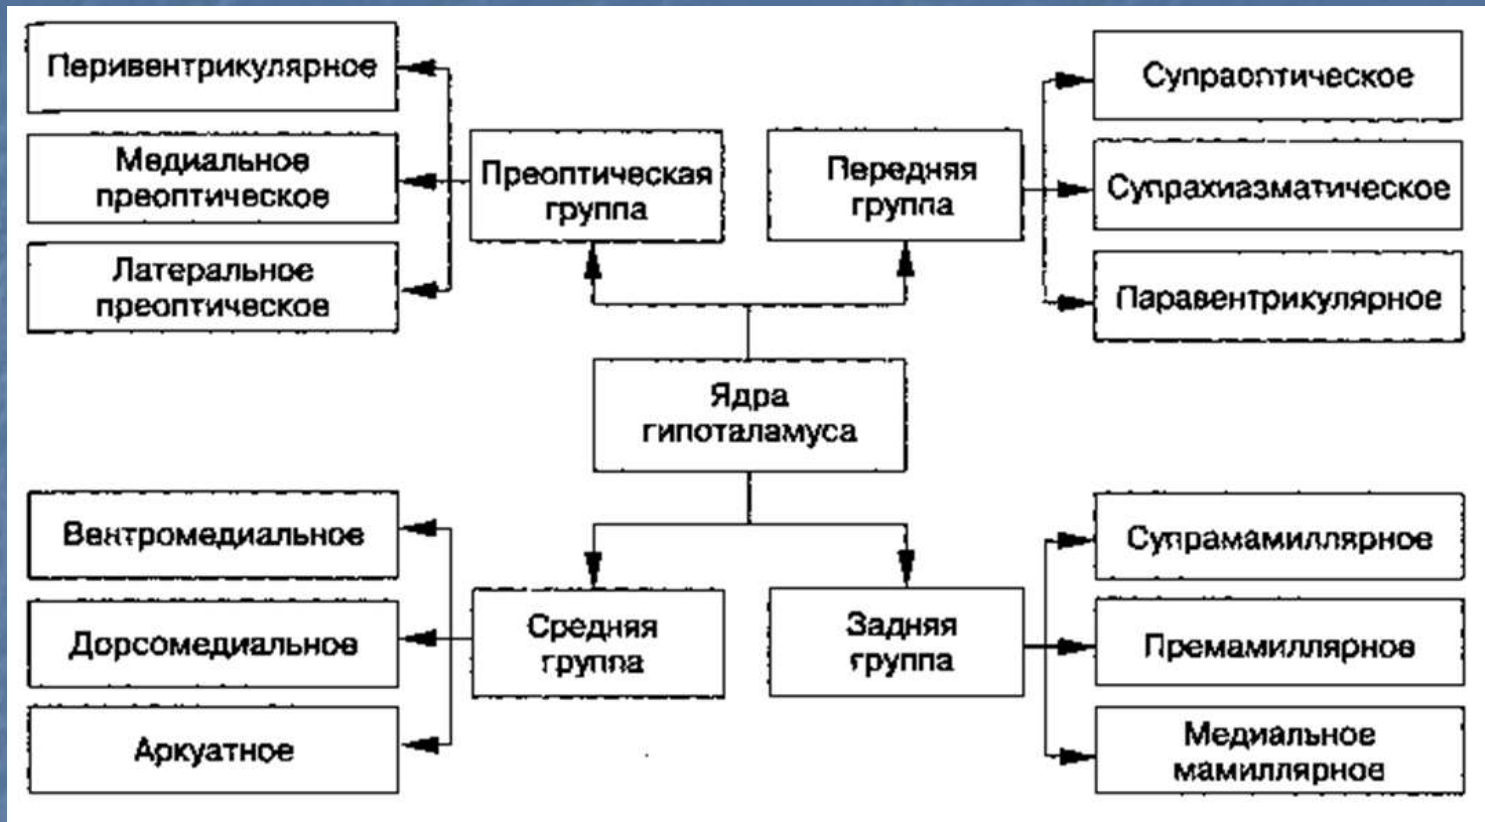 Перивентрикулярное
Медиальное
преоптическое
Латеральное
преоптическое
Преоптическая
группа
Передняя
группа
Супраоптическое
Супрахиазматическое
Паравентрикулярное
Ядра
гипоталамуса
Вентромедиальное
Дорсомедиальное
Аркуатное
Средняя
группа
Задняя
группа
Супрамамиллярное
Премамиллярное
Медиальное
мамиллярное